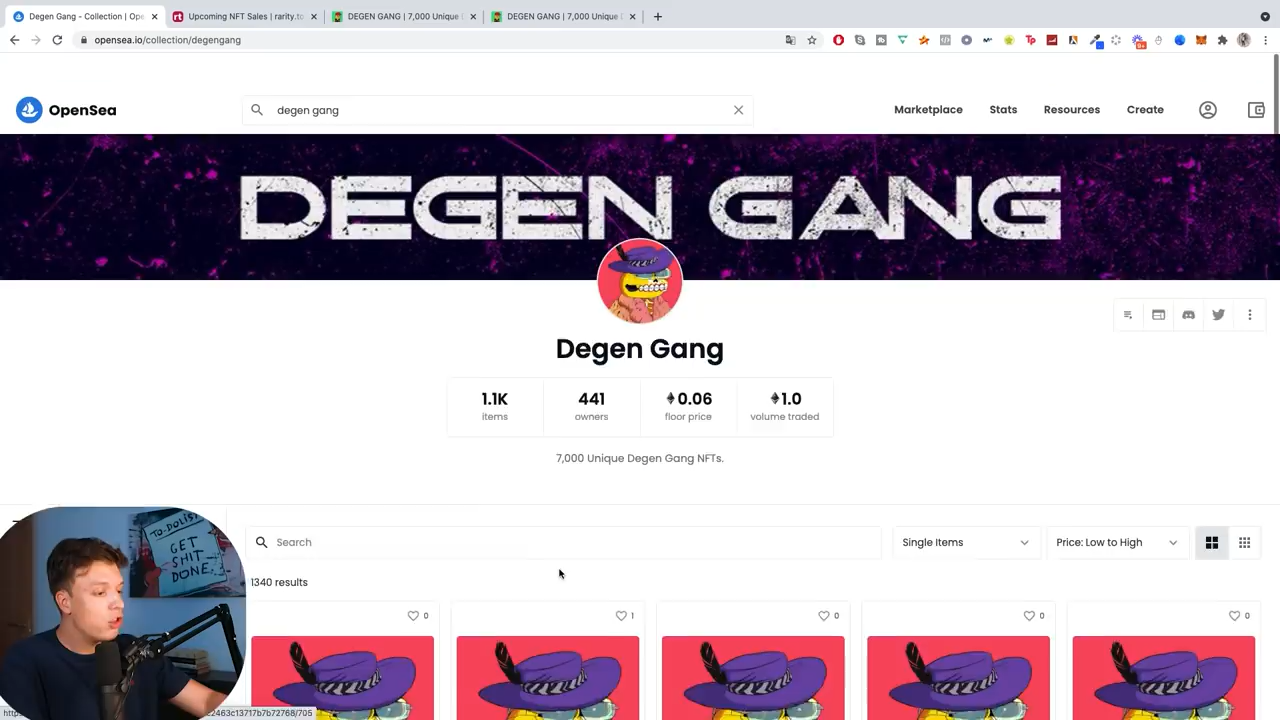 Degen Gang - Collection | Ope
Upcoming NFT Sales | rarity.to
DEGEN GANG | 7,000 Unique D
DEGEN GANG | 7,000 Unique D
opensea.io/collection/degengang
OpenSea
degen gang
Marketplace
Stats
Resources
Create
DEGEN GANG
Degen Gang
1.1K
items
441
owners
0.06
floor price
1.0
volume traded
7,000 Unique Degen Gang NFTs.
Search
Single Items
Price: Low to High
1340 results
0
1
0
0
0
TO-DO LIST
GET
SHIT
DONE.